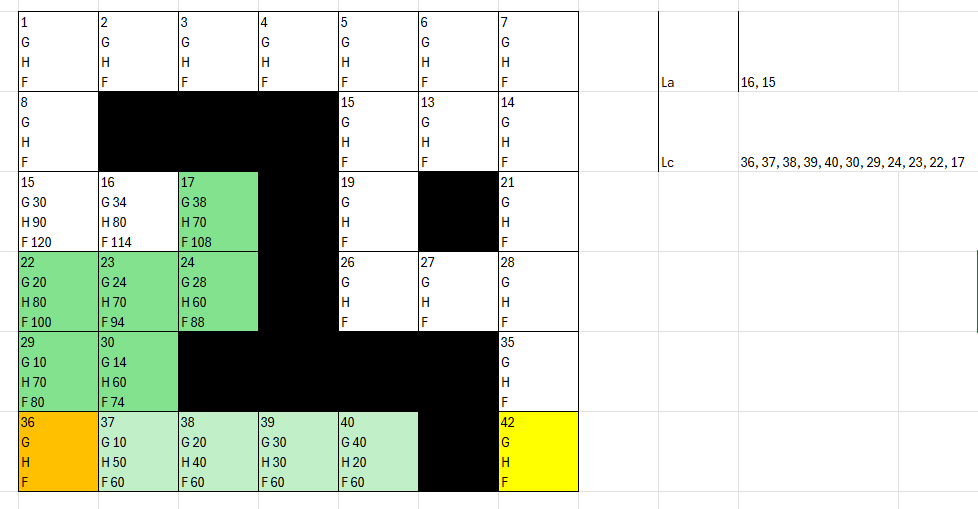 1 2 3 4 5 6 7
G G G G G G G
H H H H H H H
F F F F F F F La 16, 15
8 15 13 14
G G G G
H H H H
F F F F Lc 36, 37, 38, 39, 40, 30, 29, 24, 23, 22, 17
15 16 17 19 21
G 30 G 34 G 38 G G
H 90 H 80 H 70 H H
F 120 F 114 F 108 F F
22 23 24 26 27 28
G 20 G 24 G 28 G G G
H 80 H 70 H 60 H H H
F 100 F 94 F 88 F F F
29 30 35
G 10 G 14 G
H 70 H 60 H
F 80 F 74 F
36 37 38 39 40 42
G G 10 G 20 G 30 G 40 G
H H 50 H 40 H 30 H 20 H
F F 60 F 60 F 60 F 60 F